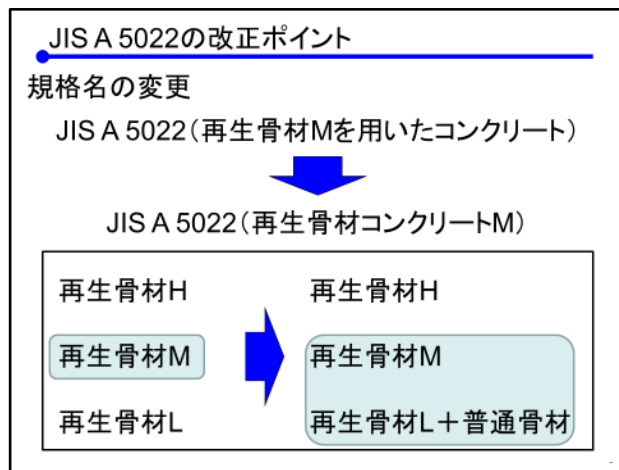 JIS A 5022の改正ポイント
規格名の変更
JIS A 5022(再生骨材Mを用いたコンクリート)
JIS A 5022(再生骨材コンクリートM)
再生骨材H 再生骨材H
再生骨材M 再生骨材M
再生骨材L 再生骨材L+普通骨材